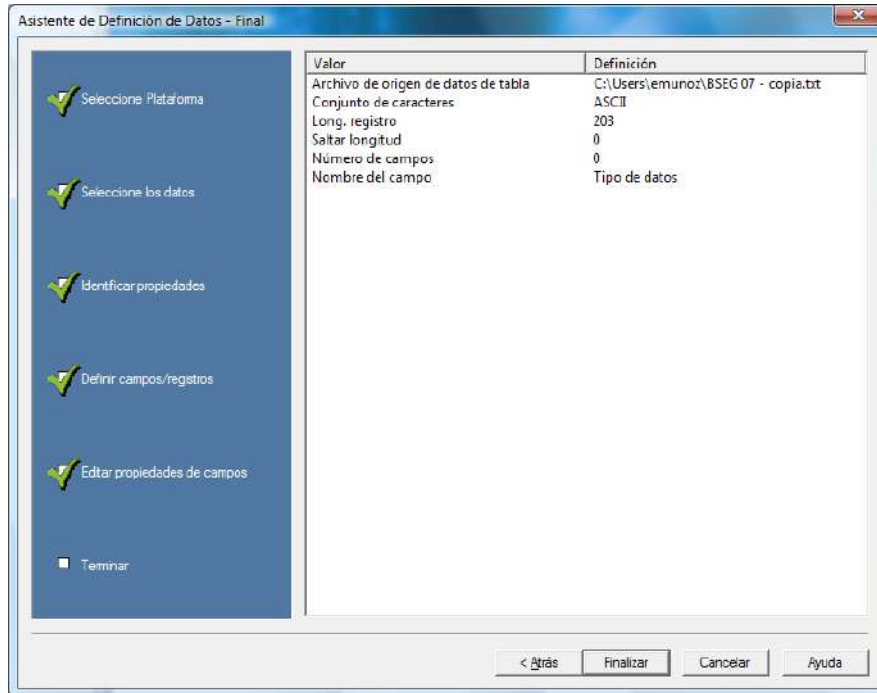 Asistente de Definición de Datos - Final
Seleccione Plataforma
Seleccione los datos
Identificar propiedades
Definir campos/registros
Editar propiedades de campos
Terminar
Valor Definición
Archivo de origen de datos de tabla C:\Users\emunoz\BSEG 07 - copia.txt
Conjunto de caracteres ASCII
Long. registro 203
Saltar longitud 0
Número de campos 0
Nombre del campo Tipo de datos
< Atrás Finalizar Cancelar Ayuda